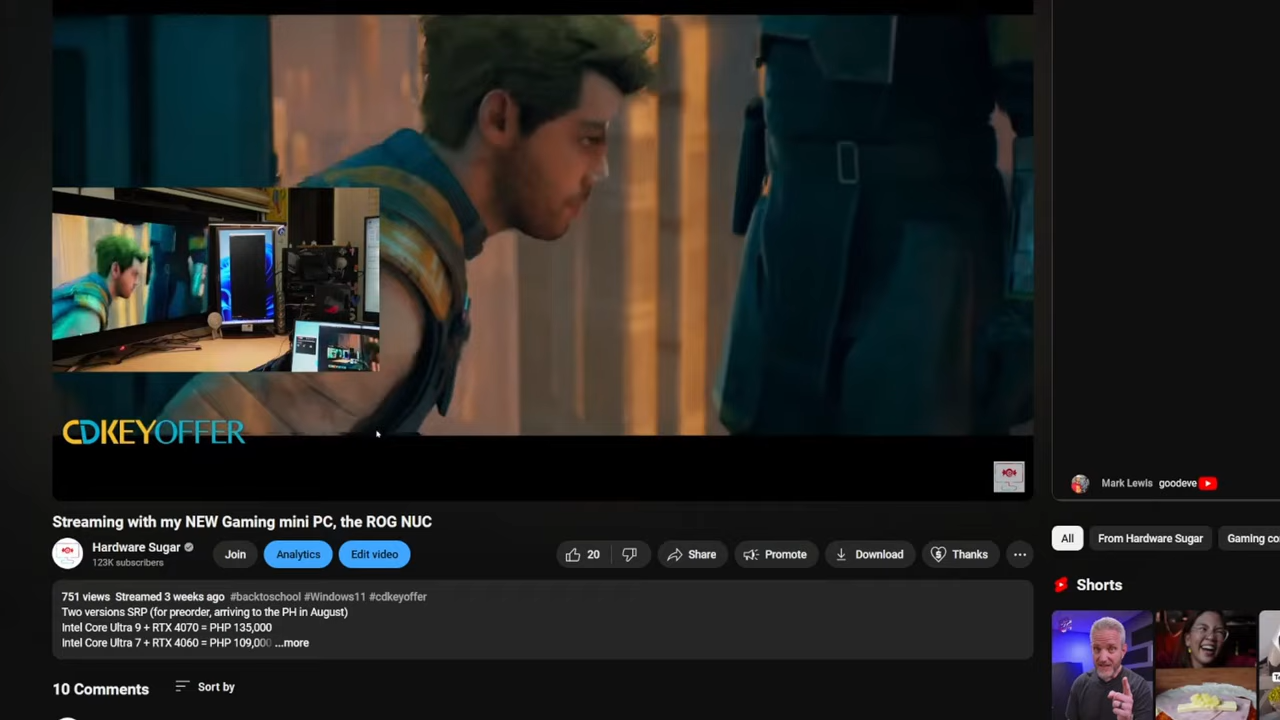 CDKEYOFFER
Mark Lewis goodeve
Streaming with my NEW Gaming mini PC, the ROG NUC
Hardware Sugar
123K subscribers
Join
Analytics
Edit video
20
Share
Promote
Download
Thanks
All
From Hardware Sugar
Gaming co
Shorts
751 views Streamed 3 weeks ago #backtoschool #Windows11 #cdkeyoffer
Two versions SRP (for preorder, arriving to the PH in August)
Intel Core Ultra 9 + RTX 4070 = PHP 135,000
Intel Core Ultra 7 + RTX 4060 = PHP 109,000 ...more
10 Comments
Sort by